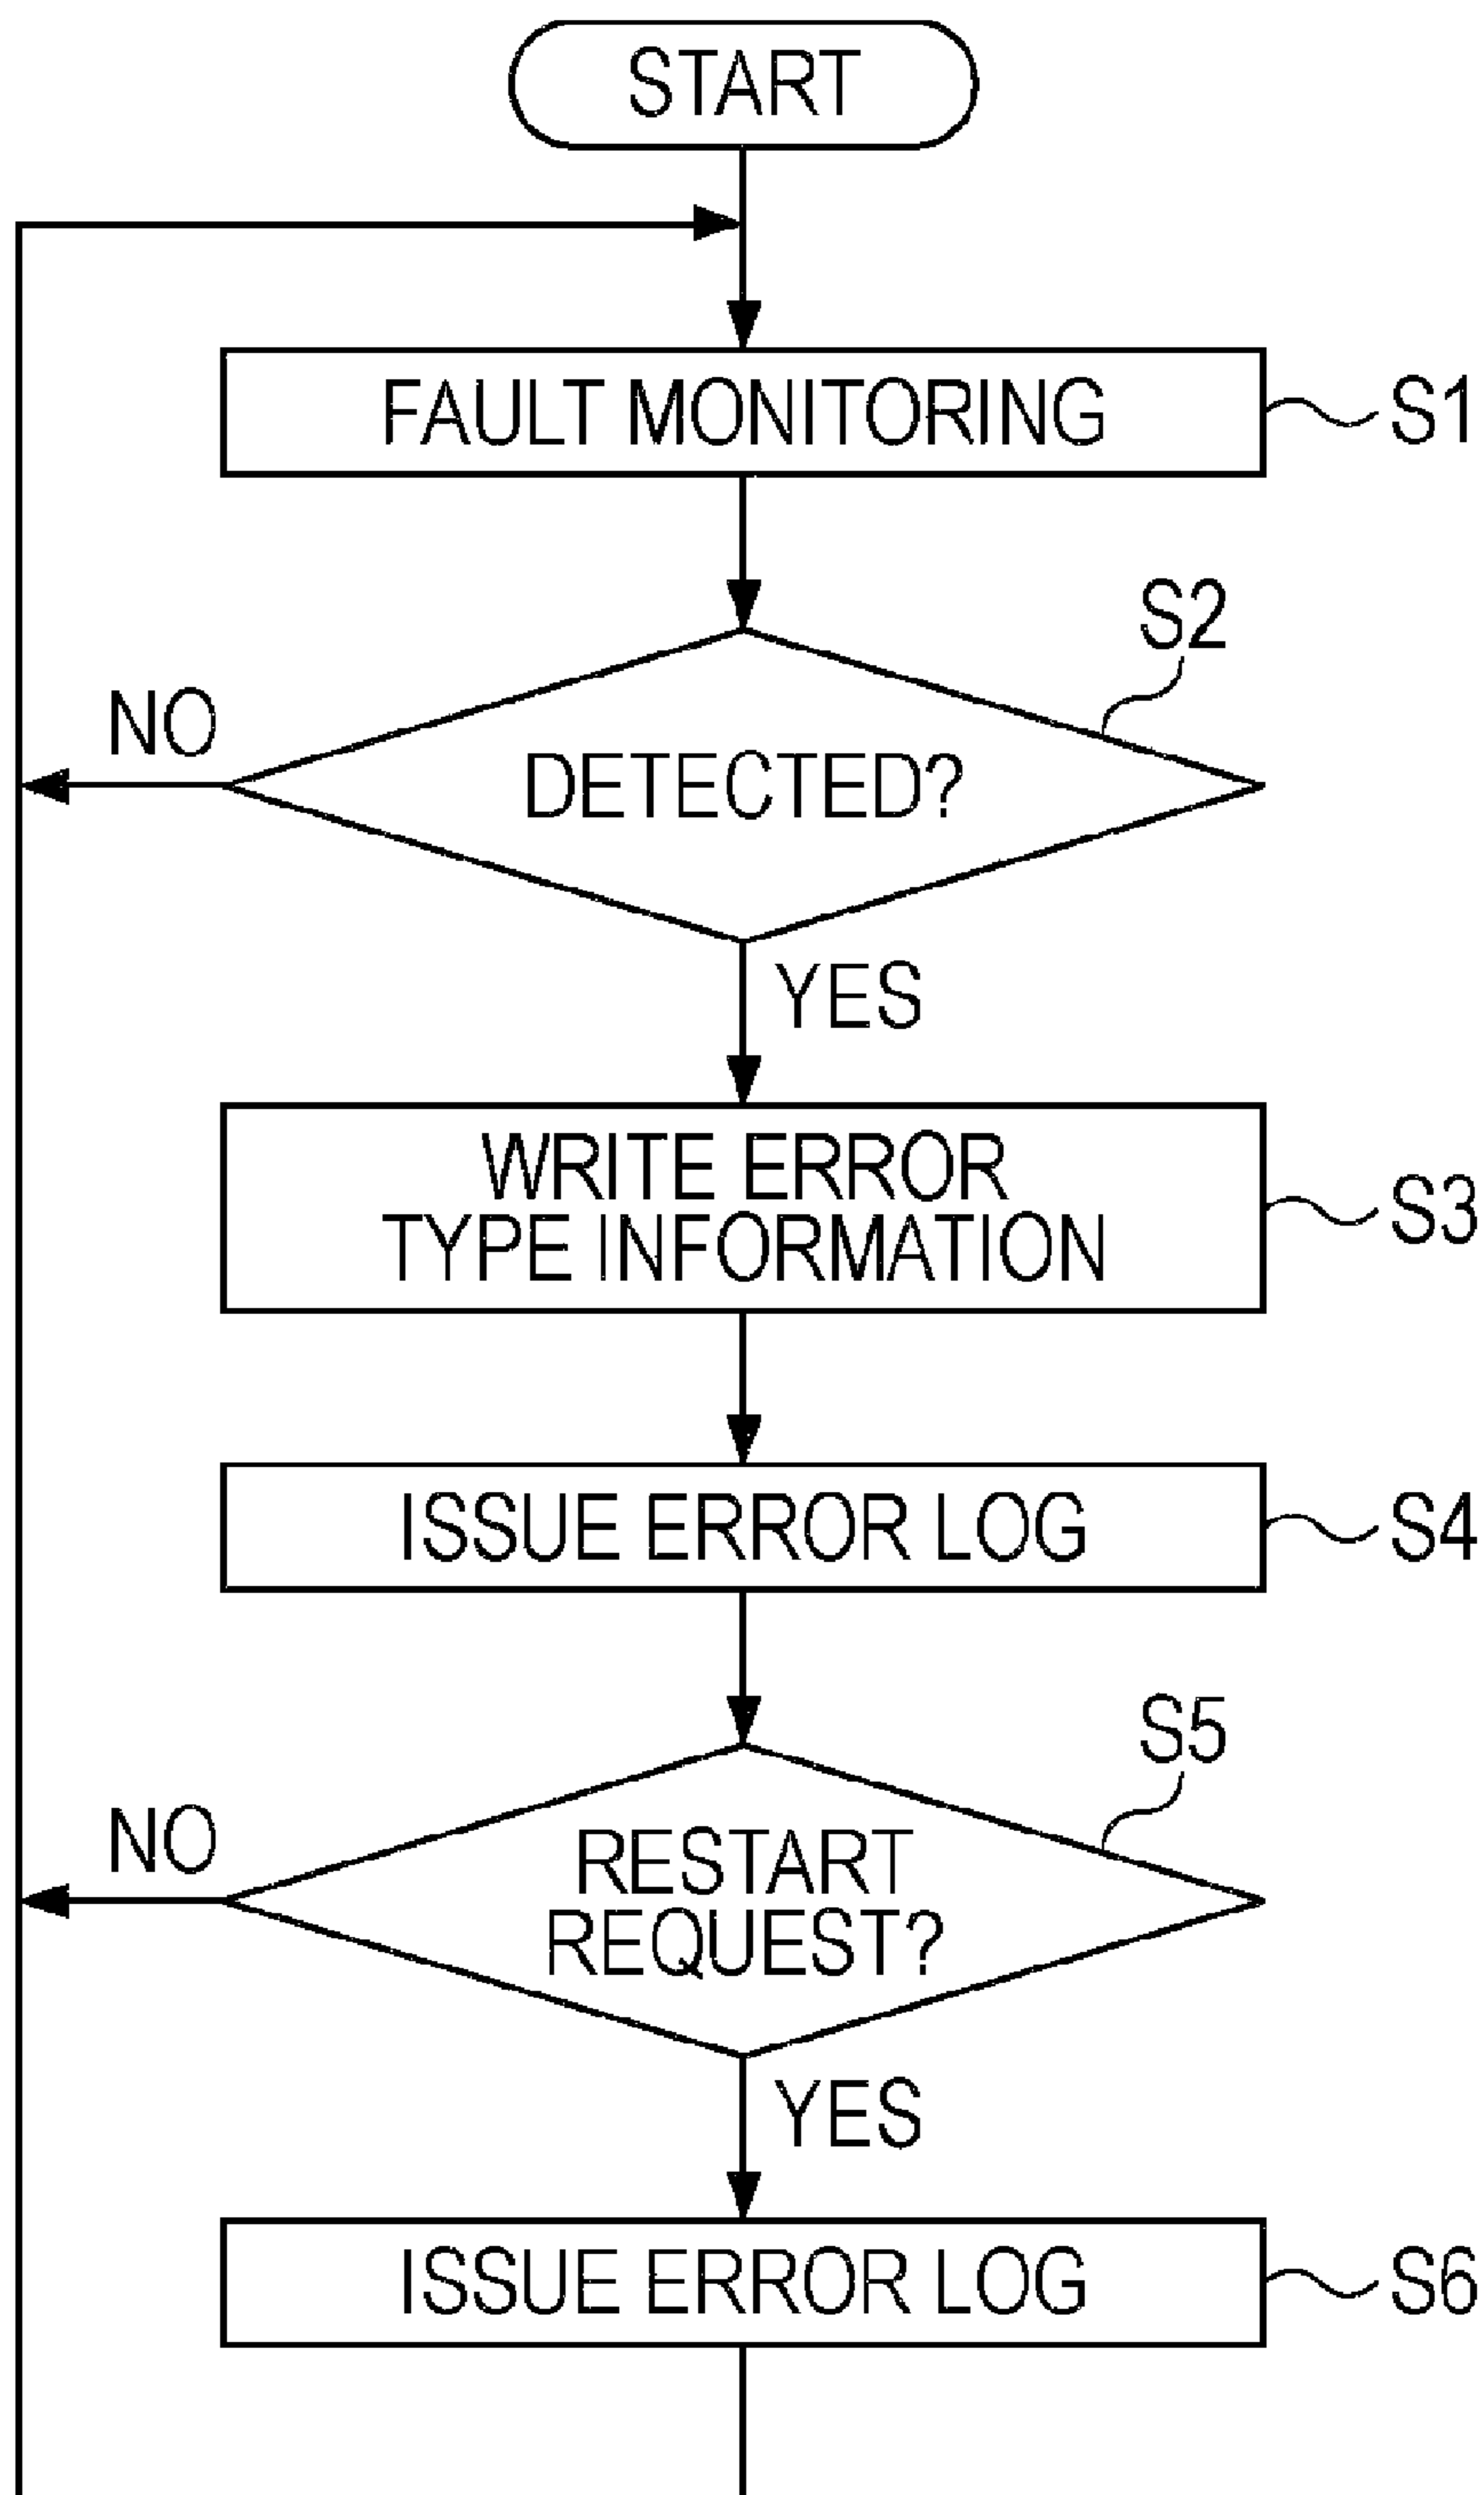 START
FAULT MONITORING
S1
S2
NO
DETECTED?
YES
WRITE ERROR
TYPE INFORMATION
S3
ISSUE ERROR LOG
S4
S5
NO
RESTART
REQUEST?
YES
ISSUE ERROR LOG
S6